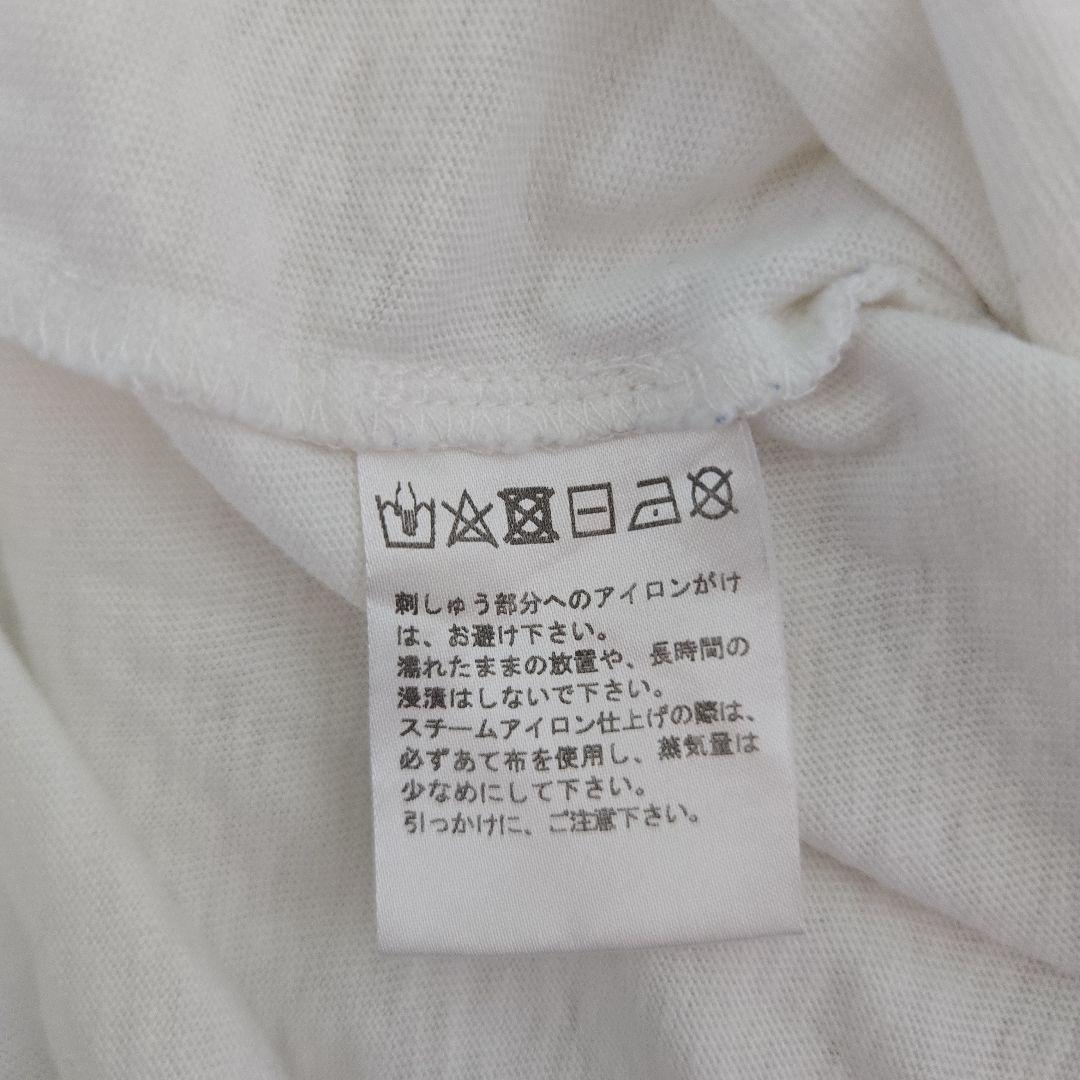 刺しゅう部分へのアイロンがけ
は、お避け下さい。
濡れたままの放置や、長時間の
浸漬はしないで下さい。
スチームアイロン仕上げの際は、
必ずあて布を使用し、蒸気量は
少なめにして下さい。
引っかけに、ご注意下さい。